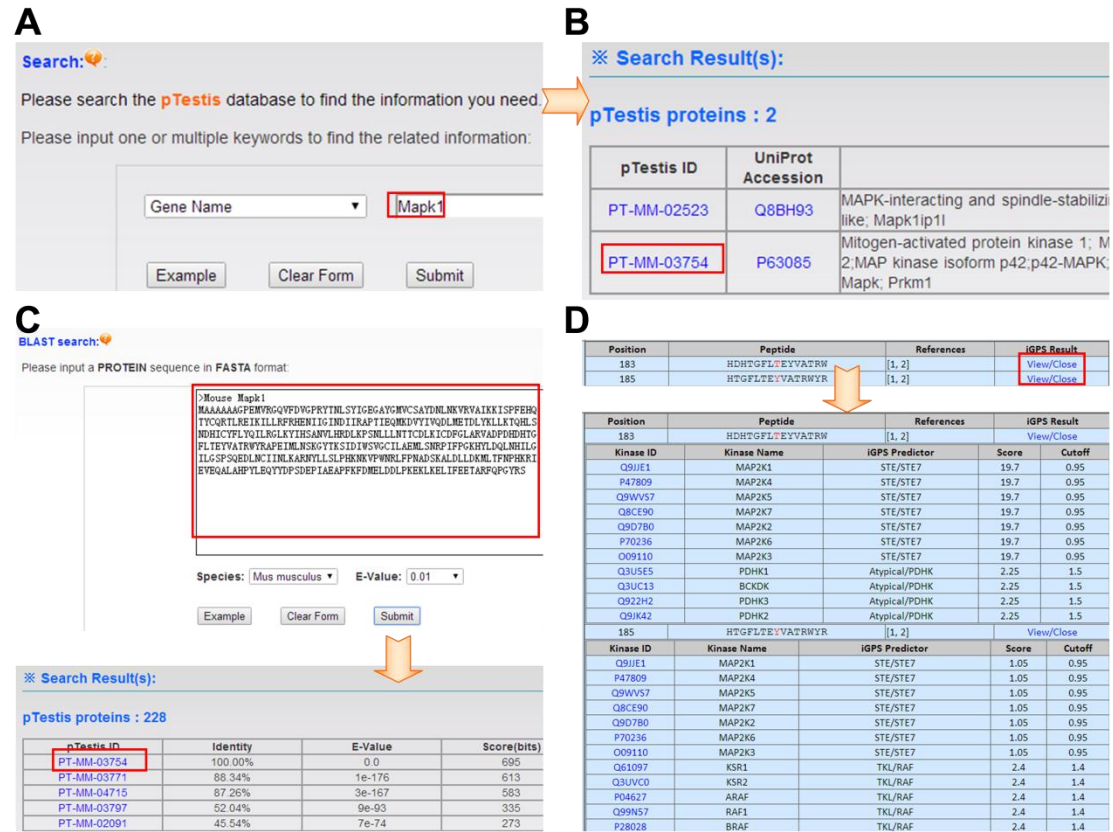 A
Search:
Please search the pTestis database to find the information you need.
Please input one or multiple keywords to find the related information:
Gene Name Mapk1
Example Clear Form Submit
B
※ Search Result(s):
pTestis proteins : 2
pTestis ID UniProt Accession
PT-MM-02523 Q8BH93 MAPK-interacting and spindle-stabilizi
like; Mapk1ip1l
PT-MM-03754 P63085 Mitogen-activated protein kinase 1; M
2;MAP kinase isoform p42;p42-MAPK;
Mapk; Prkm1
C
BLAST search:
Please input a PROTEIN sequence in FASTA format:
>Mouse Mapk1
MAAAAAAGPEMVRGQVFDVGPRYTNLSYIGEGAYGMVCSAYDNLNKVRVAIKKISPFEHQ
TYCQRTLREIKILLRFRHENIIGINDIIRAPTIEQMKDVYIVQDLMETDLYKLLKTQHLS
NDHICYFLYQILRGLKYIHSANVLHRDLKPSNLLLNTTCDLKICDFGLARVADPDHDHTG
FLTEYVATRWYRAPEIMLNSKGYTKSIDIWSVGCILAEMLSNRPIFPGKHYLDQLNHILG
ILGSPSQEDLNCIINLKARNYLLSLPHKNKVPWNRLFPNADSKALDLLDKMLTFNPHKRI
EVEQALAHPYLEQYYDPSDEPIAEAPFKFDMELDDLPKEKLKELIFEETARFQPGYRS
Species: Mus musculus E-Value: 0.01
Example Clear Form Submit
※ Search Result(s):
pTestis proteins : 228
pTestis ID Identity E-Value Score(bits)
PT-MM-03754 100.00% 0.0 695
PT-MM-03771 88.34% 1e-176 613
PT-MM-04715 87.26% 3e-167 583
PT-MM-03797 52.04% 9e-93 335
PT-MM-02091 45.54% 7e-74 273
D
Position Peptide References iGPS Result
183 HDHTGFLTEYVATRW [1, 2] View/Close
185 HTGFLTEYVATRWYR [1, 2] View/Close
Position Peptide References iGPS Result
183 HDHTGFLTEYVATRW [1, 2] View/Close
Kinase ID Kinase Name iGPS Predictor Score Cutoff
Q9JJE1 MAP2K1 STE/STE7 19.7 0.95
P47809 MAP2K4 STE/STE7 19.7 0.95
Q9WVS7 MAP2K5 STE/STE7 19.7 0.95
Q8CE90 MAP2K7 STE/STE7 19.7 0.95
Q9D7B0 MAP2K2 STE/STE7 19.7 0.95
P70236 MAP2K6 STE/STE7 19.7 0.95
O09110 MAP2K3 STE/STE7 19.7 0.95
Q3U5E5 PDHK1 Atypical/PDHK 2.25 1.5
Q3UC13 BCKDK Atypical/PDHK 2.25 1.5
Q922H2 PDHK3 Atypical/PDHK 2.25 1.5
Q9JK42 PDHK2 Atypical/PDHK 2.25 1.5
185 HTGFLTEYVATRWYR [1, 2] View/Close
Kinase ID Kinase Name iGPS Predictor Score Cutoff
Q9JJE1 MAP2K1 STE/STE7 1.05 0.95
P47809 MAP2K4 STE/STE7 1.05 0.95
Q9WVS7 MAP2K5 STE/STE7 1.05 0.95
Q8CE90 MAP2K7 STE/STE7 1.05 0.95
Q9D7B0 MAP2K2 STE/STE7 1.05 0.95
P70236 MAP2K6 STE/STE7 1.05 0.95
O09110 MAP2K3 STE/STE7 1.05 0.95
Q61097 KSR1 TKL/RAF 2.4 1.4
Q3UVC0 KSR2 TKL/RAF 2.4 1.4
P04627 ARAF TKL/RAF 2.4 1.4
Q99N57 RAF1 TKL/RAF 2.4 1.4
P28028 BRAF TKL/RAF 2.4 1.4